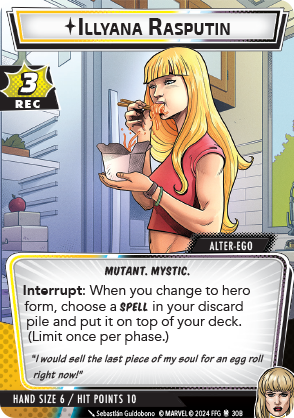 Illyana Rasputin
3
REC
ALTER-EGO
MUTANT. MYSTIC.
Interrupt: When you change to hero
form, choose a SPELL in your discard
pile and put it on top of your deck.
(Limit once per phase.)
"I would sell the last piece of my soul for an egg roll
right now!"
HAND SIZE 6 / HIT POINTS 10
Sebastián Guidobono © MARVEL © 2024 FFG 30B